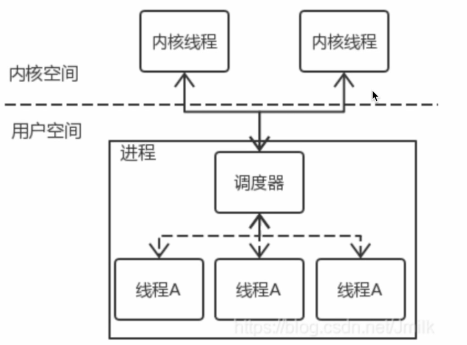 内核线程
内核线程
内核空间
用户空间
进程
调度器
线程A
线程A
线程A
https://blog.csdn.net/Jmilk